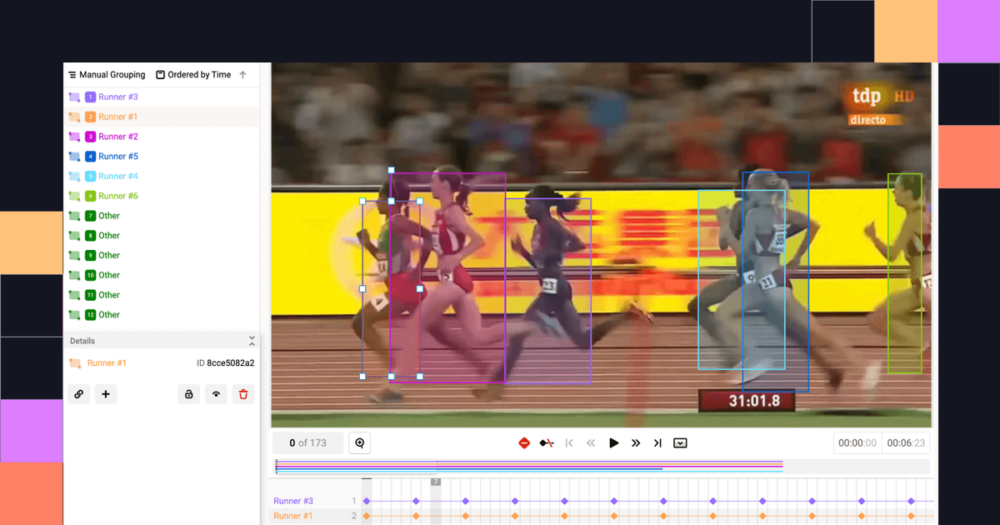 Manual Grouping Ordered by Time
1 Runner #3
2 Runner #1
3 Runner #2
4 Runner #5
5 Runner #4
6 Runner #6
7 Other
8 Other
9 Other
10 Other
11 Other
12 Other
Details
Runner #1 ID 8cce5082a2
tdp HD
directo
23
9
21
31:01.8
0 of 173
00:00:00 00:06:23
7
Runner #3 1
Runner #1 2